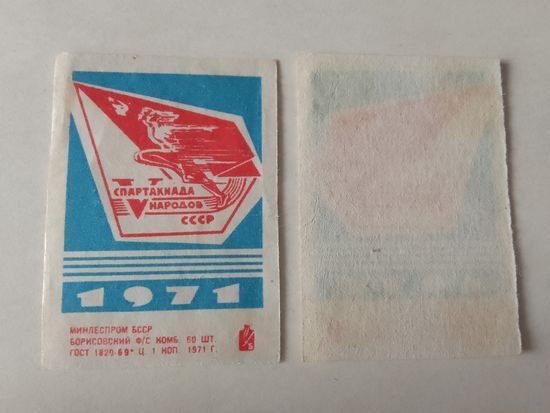 СПАРТАКИАДА
V НАРОДОВ
СССР
1971
МИНЛЕСПРОМ БССР
БОРИСОВСКИЙ Ф/С КОМБ. 60 ШТ.
ГОСТ 1820-69* Ц. 1 КОП. 1971 Г.